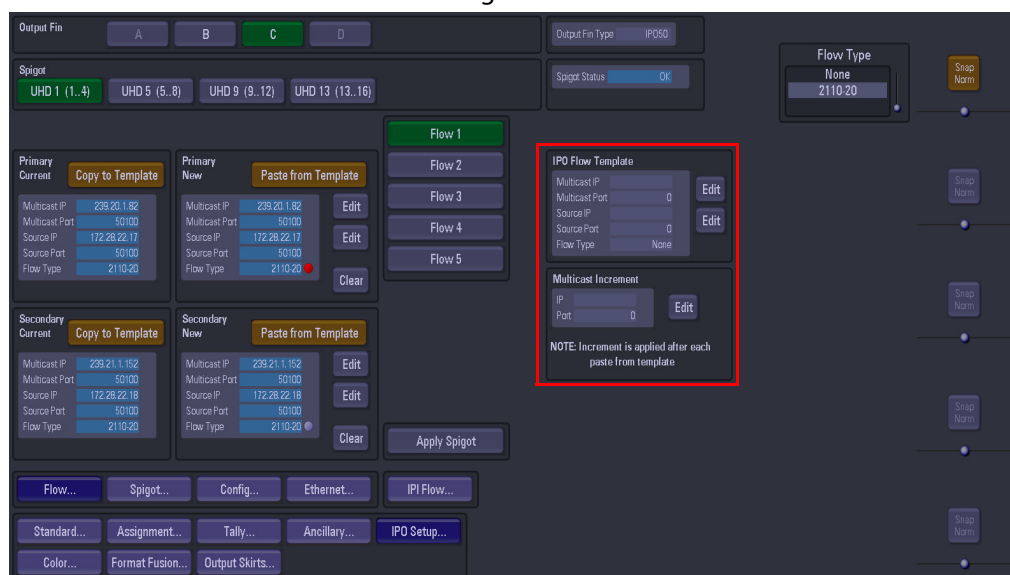 Output Fin
A
B
C
D
Output Fin Type IPO50
Flow Type
None
2110-20
Snap
Norm
Spigot
UHD 1 (1..4)
UHD 5 (5..8)
UHD 9 (9..12)
UHD 13 (13..16)
Spigot Status OK
Flow 1
Flow 2
Flow 3
Flow 4
Flow 5
Primary
Current
Copy to Template
Multicast IP 239.20.1.82
Multicast Port 50100
Source IP 172.28.22.17
Source Port 50100
Flow Type 2110-20
Primary
New
Paste from Template
Multicast IP 239.20.1.82
Multicast Port 50100
Source IP 172.28.22.17
Source Port 50100
Flow Type 2110-20
Edit
Edit
Clear
IPO Flow Template
Multicast IP
Multicast Port 0
Source IP
Source Port 0
Flow Type None
Edit
Edit
Snap
Norm
Multicast Increment
IP
Port 0
Edit
NOTE: Increment is applied after each
paste from template
Snap
Norm
Secondary
Current
Copy to Template
Multicast IP 239.21.1.152
Multicast Port 50100
Source IP 172.28.22.18
Source Port 50100
Flow Type 2110-20
Secondary
New
Paste from Template
Multicast IP 239.21.1.152
Multicast Port 50100
Source IP 172.28.22.18
Source Port 50100
Flow Type 2110-20
Edit
Edit
Clear
Apply Spigot
Snap
Norm
Flow...
Spigot...
Config...
Ethernet...
IPI Flow...
Standard...
Assignment...
Tally...
Ancillary...
IPO Setup...
Snap
Norm
Color...
Format Fusion...
Output Skirts...